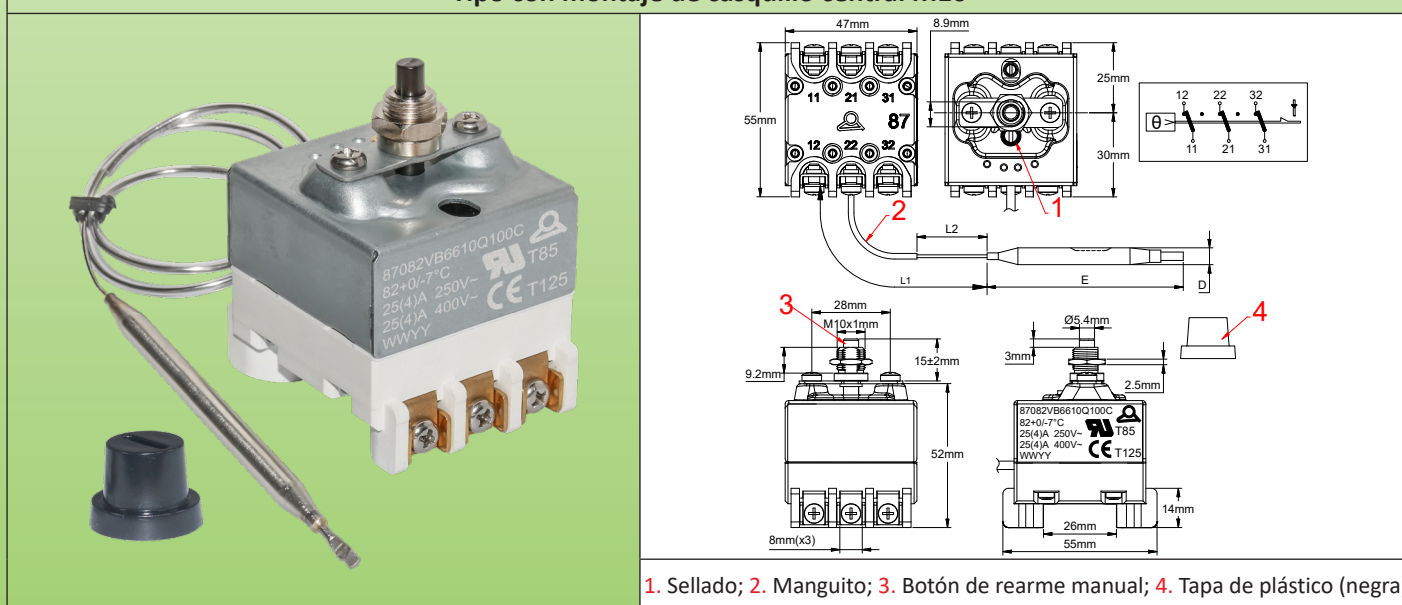 87082VB6610Q100C
82+0/-7°C
25(4)A 250V~
T85
25(4)A 400V~
CE T125
WWYY
47mm
8.9mm
55mm
11 21 31
87
12 22 32
25mm
30mm
1
12 22 32
θ >
11 21 31
2
L2
L1
E
D
3
28mm
M10x1mm
9.2mm
15±2mm
52mm
8mm(x3)
Ø5.4mm
3mm
2.5mm
4
87082VB6610Q100C
82+0/-7°C
25(4)A 250V~
T85
25(4)A 400V~
CE T125
WWYY
14mm
26mm
55mm
1. Sellado; 2. Manguito; 3. Botón de rearme manual; 4. Tapa de plástico (negra